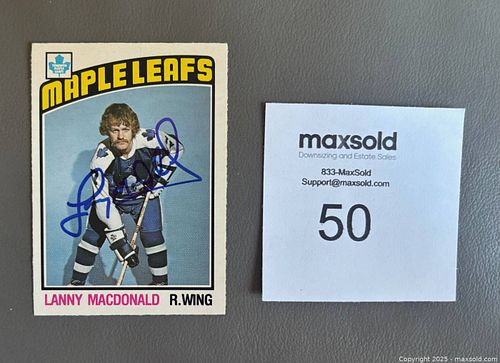 MAPLE LEAFS
LANNY MACDONALD R.WING
maxsold
Downsizing and Estate Sales
833-MaxSold
Support@maxsold.com
50
Photo © 2025 - maxsold.com